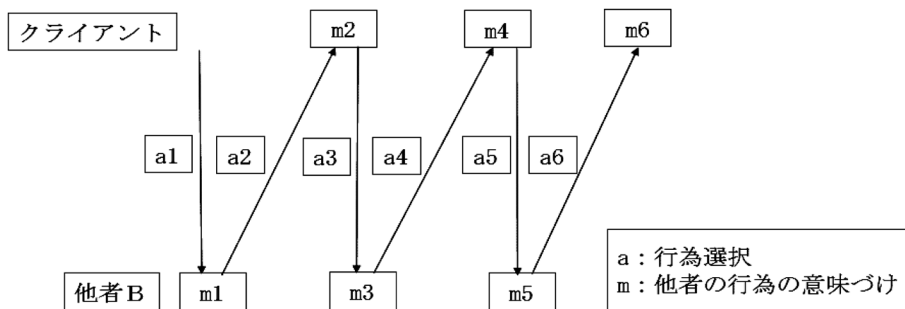 クライアント
m2
m4
m6
a1
a2
a3
a4
a5
a6
他者B
m1
m3
m5
a：行為選択
m：他者の行為の意味づけ